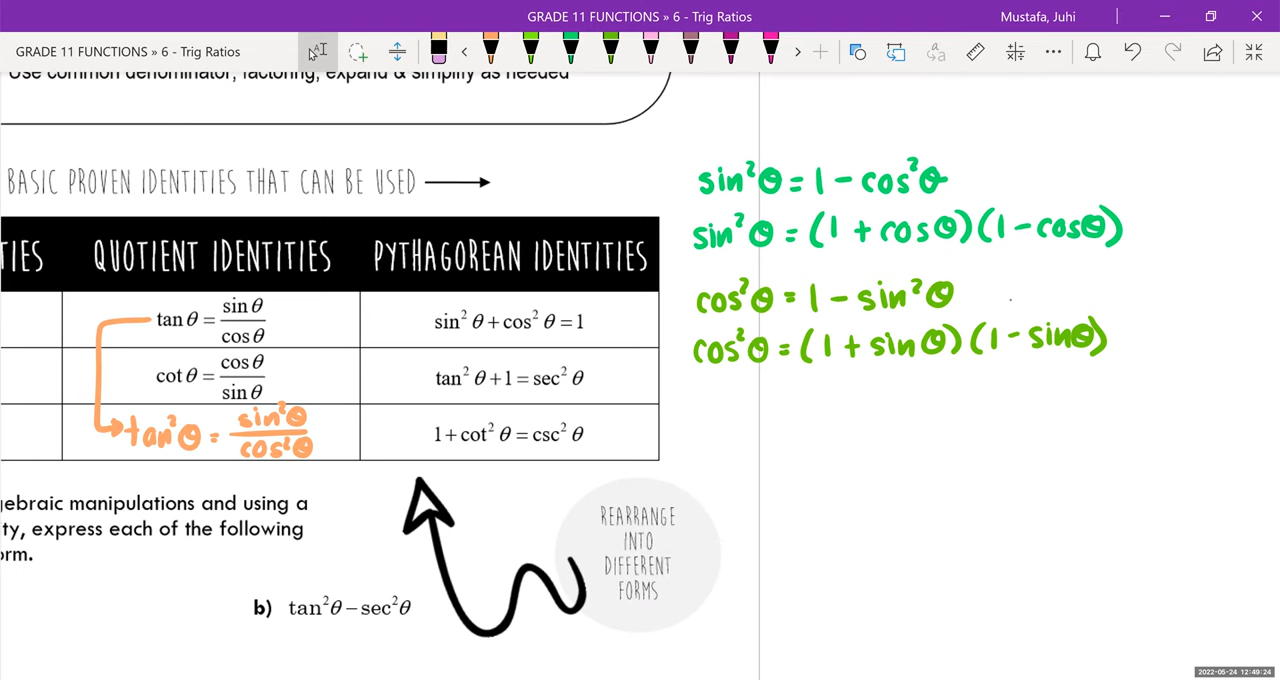 GRADE 11 FUNCTIONS » 6 - Trig Ratios
Mustafa, Juhi
GRADE 11 FUNCTIONS » 6 - Trig Ratios
Use common denominator, factoring, expand & simplify as needed
BASIC PROVEN IDENTITIES THAT CAN BE USED
TIES
QUOTIENT IDENTITIES
PYTHAGOREAN IDENTITIES
tan θ = sin θ / cos θ
sin² θ + cos² θ = 1
cot θ = cos θ / sin θ
tan² θ + 1 = sec² θ
tan²θ = sin²θ / cos²θ
1 + cot² θ = csc² θ
sin²θ = 1 - cos²θ
sin²θ = (1 + cosθ)(1 - cosθ)
cos²θ = 1 - sin²θ
cos²θ = (1 + sinθ)(1 - sinθ)
gebraic manipulations and using a
ity, express each of the following
orm.
REARRANGE
INTO
DIFFERENT
FORMS
b) tan²θ – sec²θ
2022-05-24 12:49:24